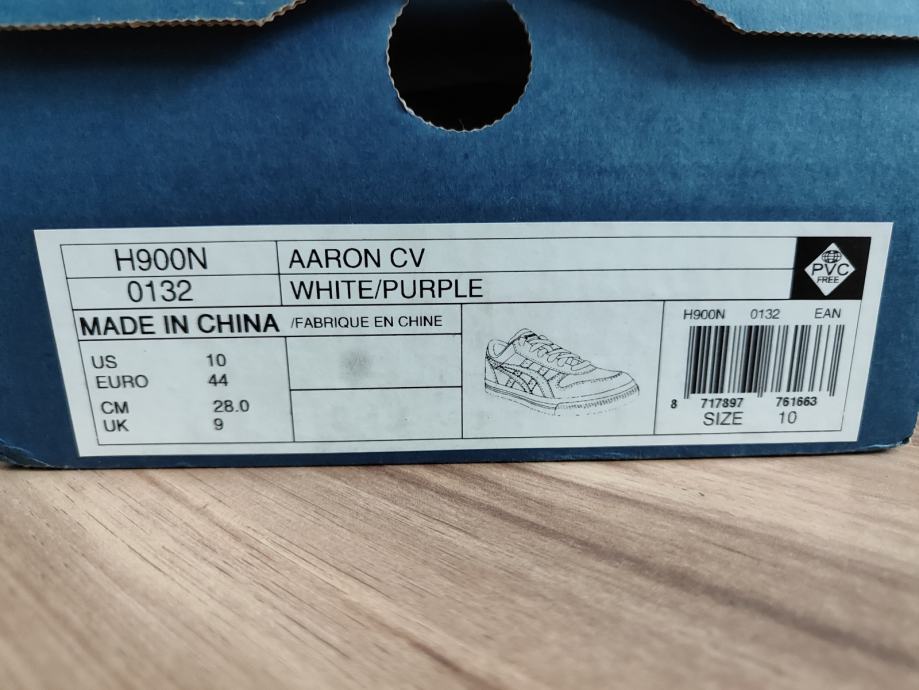 H900N AARON CV
0132 WHITE/PURPLE
PVC
FREE
MADE IN CHINA /FABRIQUE EN CHINE
US 10
EURO 44
CM 28.0
UK 9
H900N 0132 EAN
8 717897 761663
SIZE 10